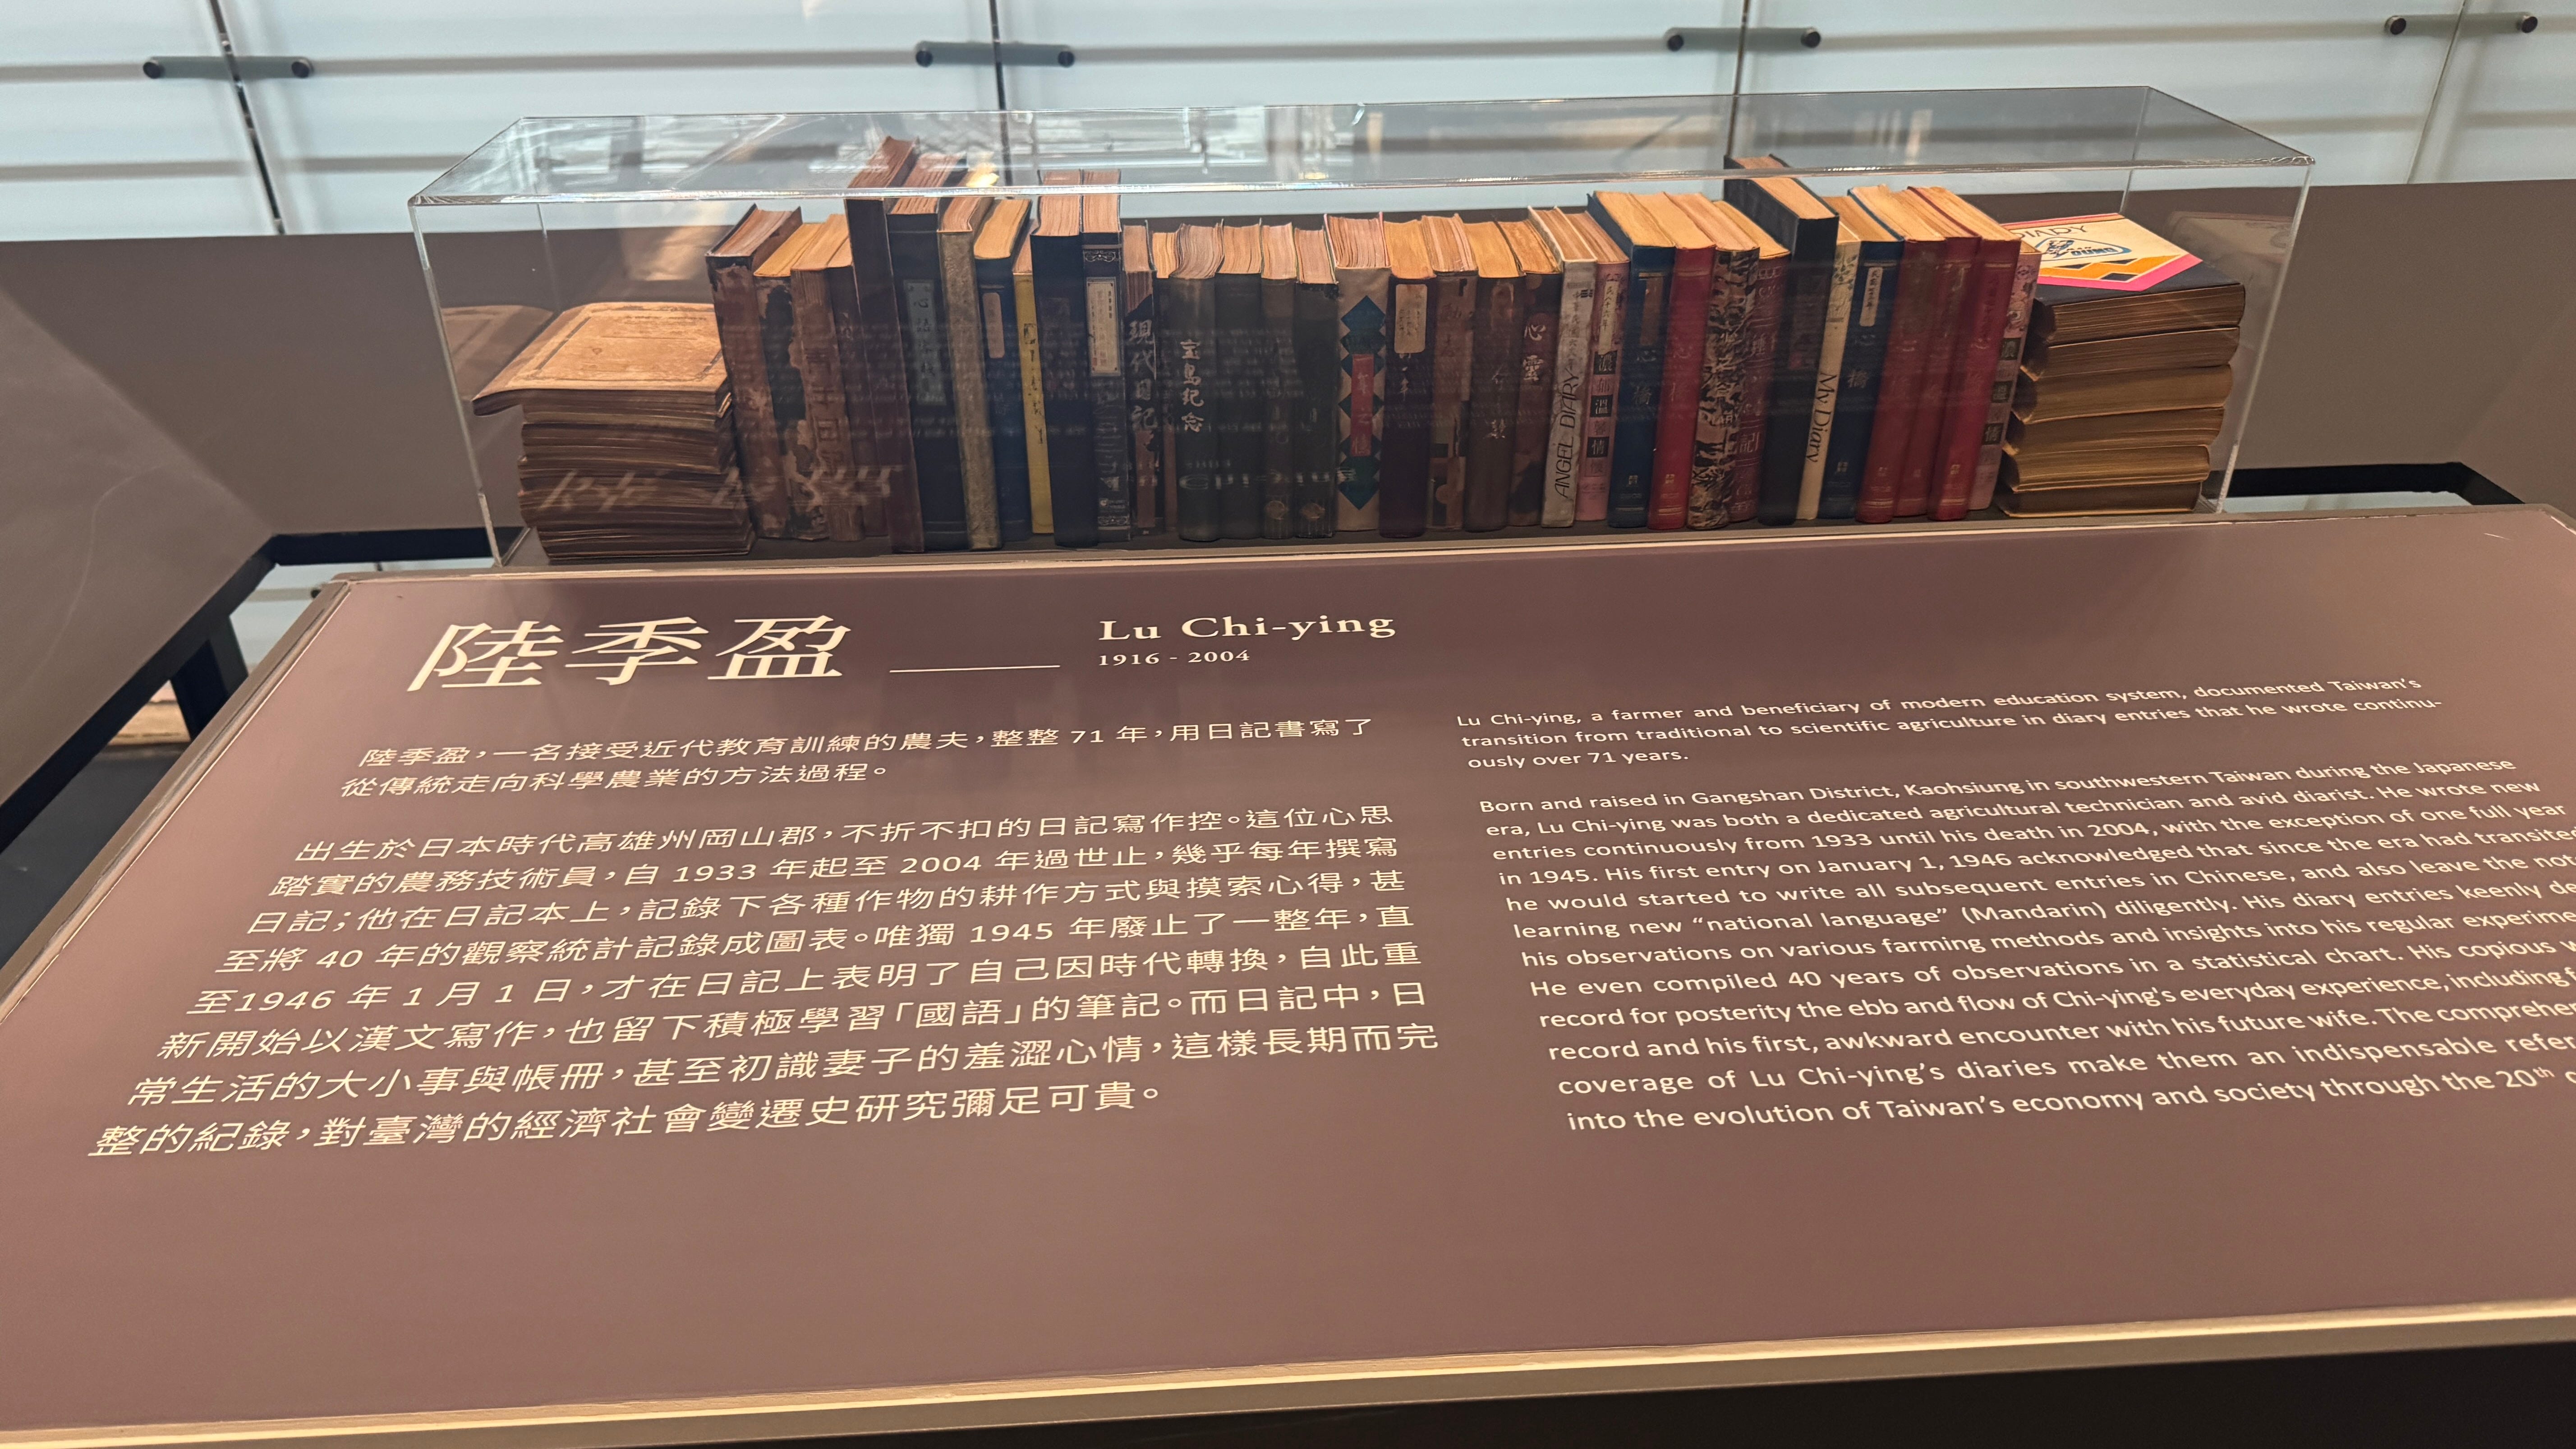 DIARY
現代日記
寶島紀念
心靈
ANGEL DIARY
濃
仙
溫
情
心橋
記
My Diary
陸季盈
Lu Chi-ying
1916 - 2004
陸季盈，一名接受近代教育訓練的農夫，整整 71 年，用日記書寫了
從傳統走向科學農業的方法過程。
出生於日本時代高雄州岡山郡，不折不扣的日記寫作控。這位心思
踏實的農務技術員，自 1933 年起至 2004 年過世止，幾乎每年撰寫
日記；他在日記本上，記錄下各種作物的耕作方式與摸索心得，甚
至將 40 年的觀察統計記錄成圖表。唯獨 1945 年廢止了一整年，直
至1946 年 1 月 1 日，才在日記上表明了自己因時代轉換，自此重
新開始以漢文寫作，也留下積極學習「國語」的筆記。而日記中，日
常生活的大小事與帳冊，甚至初識妻子的羞澀心情，這樣長期而完
整的紀錄，對臺灣的經濟社會變遷史研究彌足可貴。
Lu Chi-ying, a farmer and beneficiary of modern education system, documented Taiwan's
transition from traditional to scientific agriculture in diary entries that he wrote continu-
ously over 71 years.
Born and raised in Gangshan District, Kaohsiung in southwestern Taiwan during the Japanese
era, Lu Chi-ying was both a dedicated agricultural technician and avid diarist. He wrote new
entries continuously from 1933 until his death in 2004, with the exception of one full year
in 1945. His first entry on January 1, 1946 acknowledged that since the era had transited
he would started to write all subsequent entries in Chinese, and also leave the
learning new “national language” (Mandarin) diligently. His diary entries keenly
his observations on various farming methods and insights into his regular
He even compiled 40 years of observations in a statistical chart. His copious
record for posterity the ebb and flow of Chi-ying's everyday experience, including
record and his first, awkward encounter with his future wife. The
coverage of Lu Chi-ying's diaries make them an indispensable
into the evolution of Taiwan's economy and society through the 20th